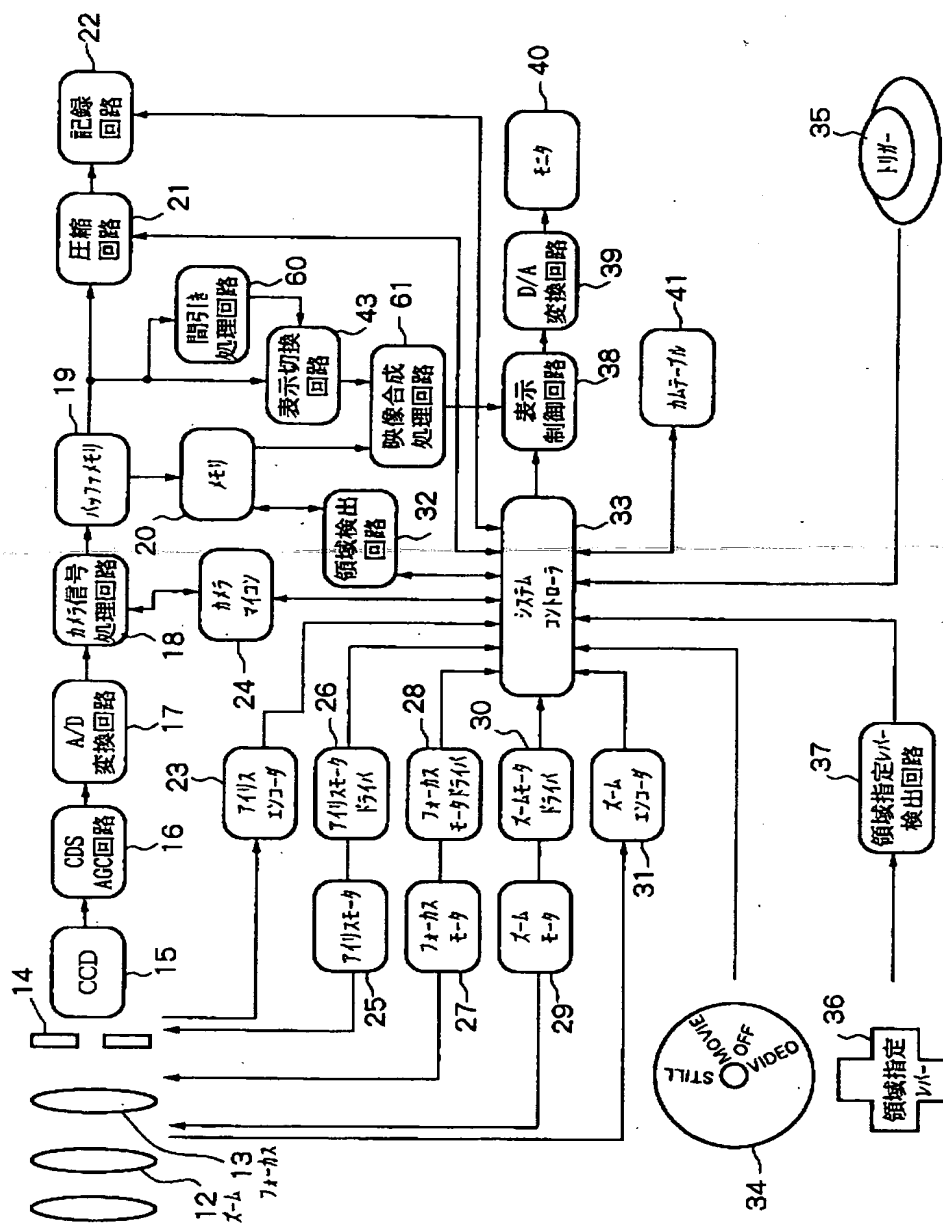 12
ズーム
13
フォーカス
14
CCD
15
CDS
AGC回路
16
A/D
変換回路
17
カメラ信号
処理回路
18
バッファメモリ
19
圧縮
回路
21
記録
回路
22
メモリ
20
間引き
処理回路
60
表示切換
回路
43
映像合成
処理回路
61
カメラ
マイコン
24
領域検出
回路
32
アイリス
エンコーダ
23
アイリスモータ
25
アイリスモータ
ドライバ
26
フォーカス
モータ
27
フォーカス
モータドライバ
28
ズーム
モータ
29
ズームモータ
ドライバ
30
ズーム
エンコーダ
31
システム
コントローラ
33
表示
制御回路
38
D/A
変換回路
39
モニタ
40
カムテーブル
41
STILL
MOVIE
OFF
VIDEO
34
領域指定
レバー
36
領域指定レバー
検出回路
37
トリガー
35